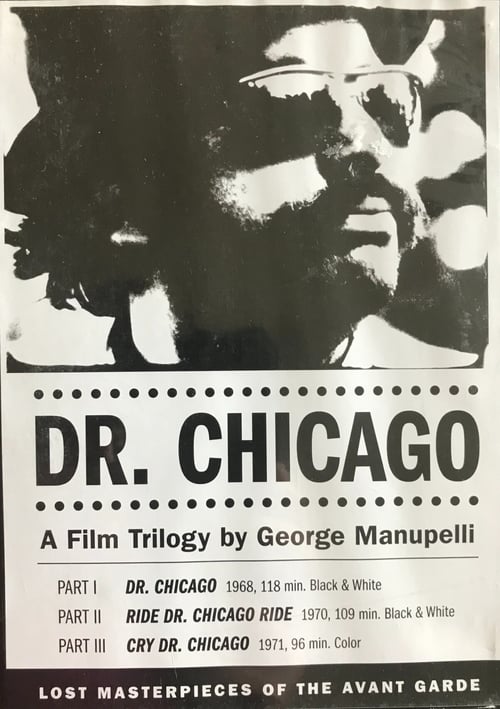 DR. CHICAGO
A Film Trilogy by George Manupelli
PART I DR. CHICAGO 1968, 118 min. Black & White
PART II RIDE DR. CHICAGO RIDE 1970, 109 min. Black & White
PART III CRY DR. CHICAGO 1971, 96 min. Color
LOST MASTERPIECES OF THE AVANT GARDE